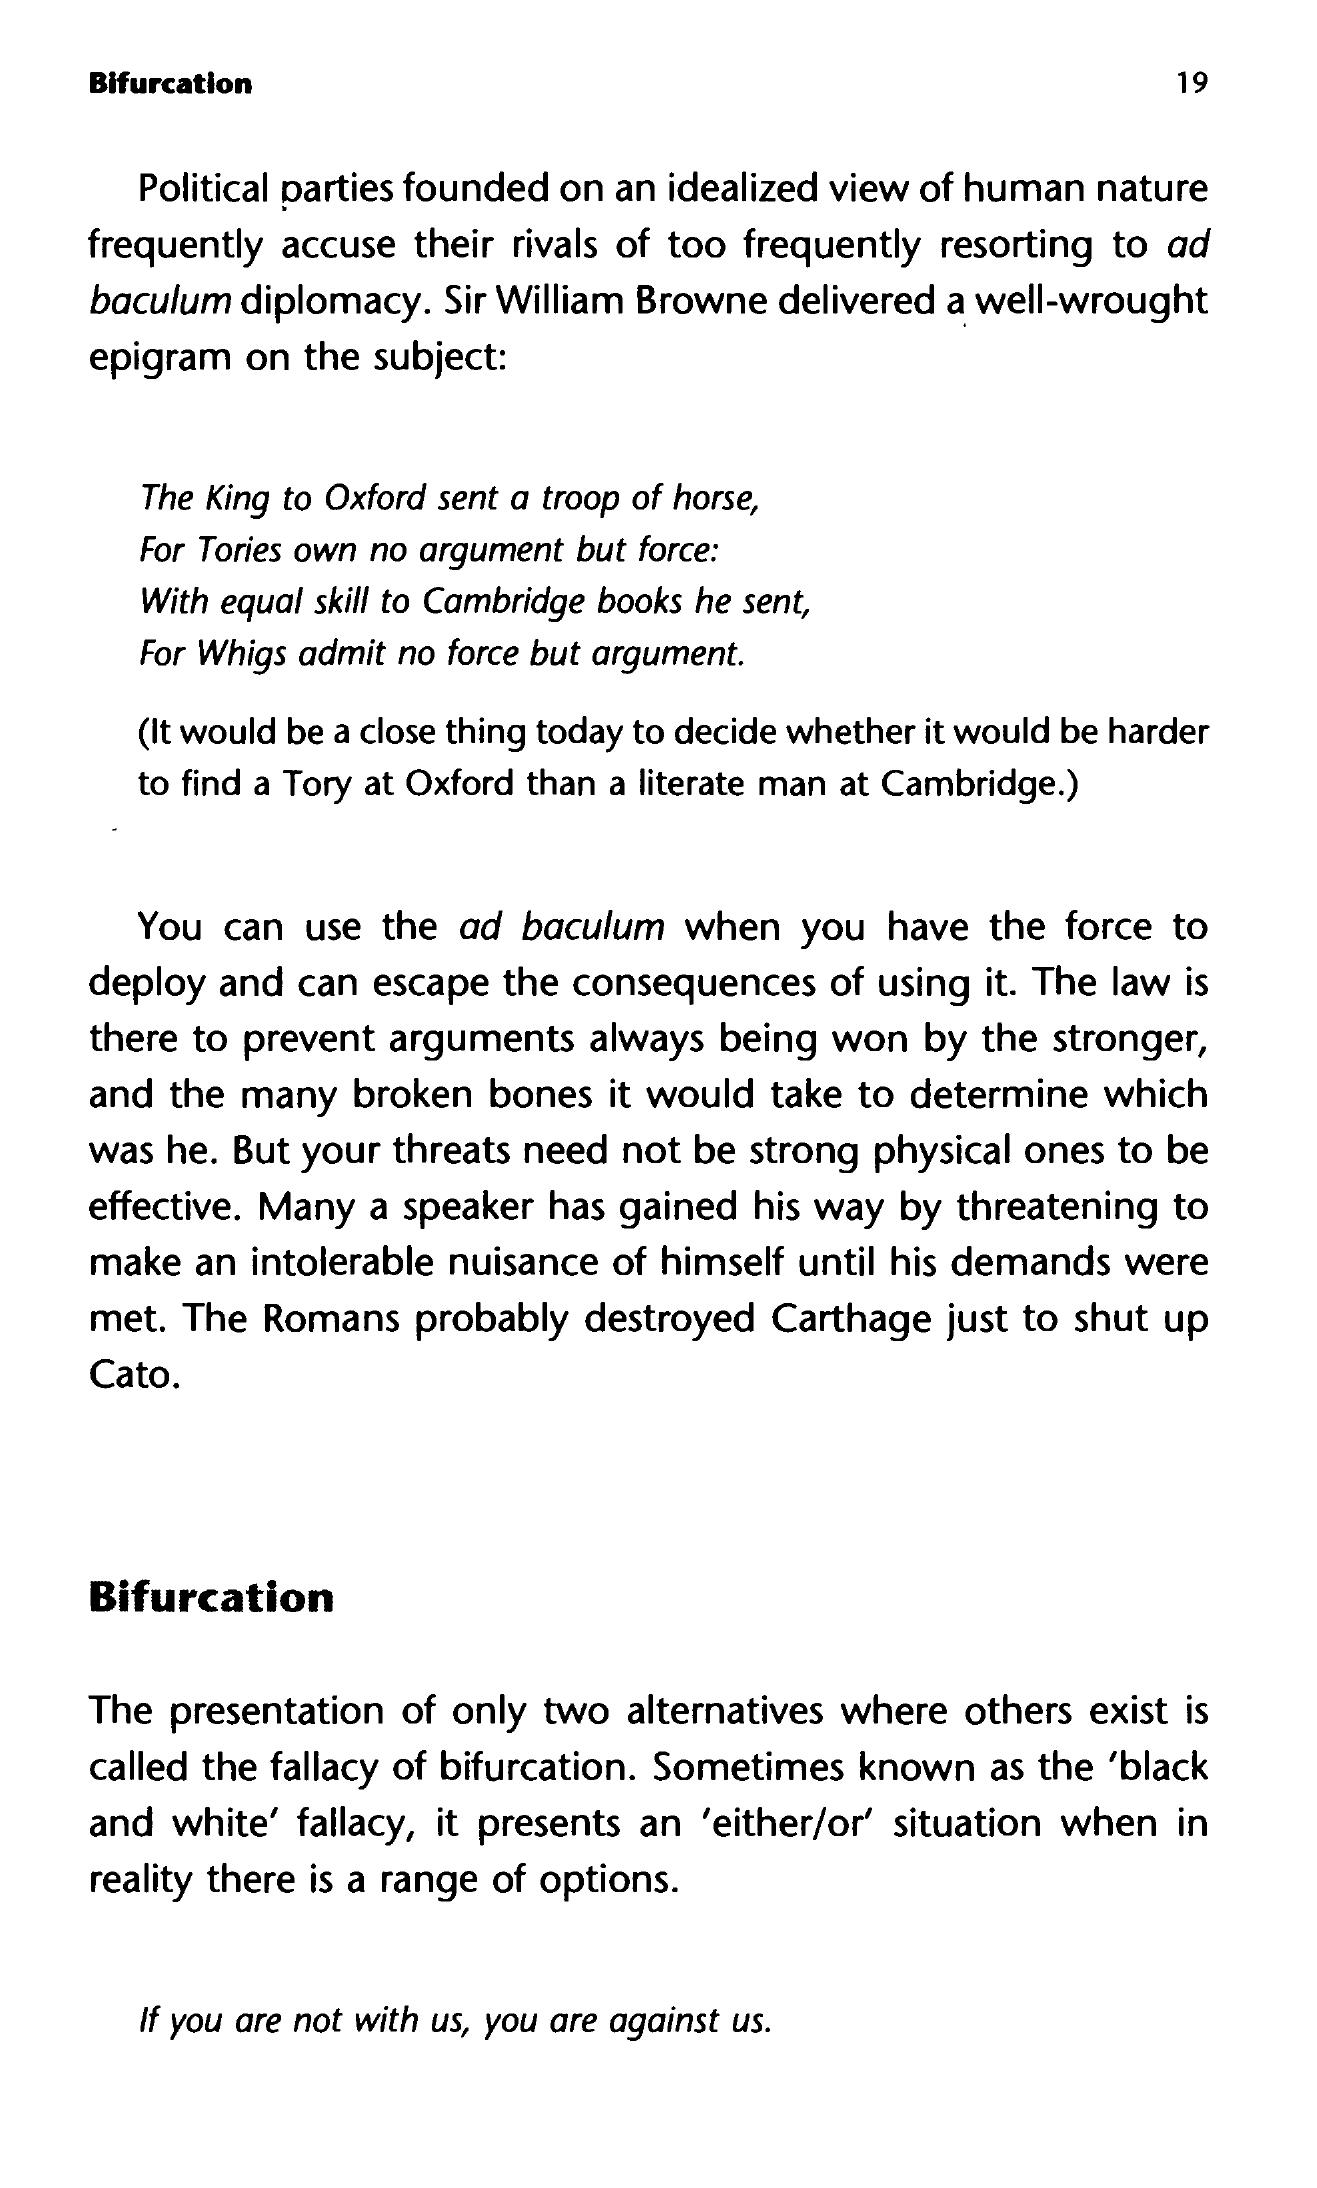 Bifurcation 19
Political parties founded on an idealized view of human nature
frequently accuse their rivals of too frequently resorting to ad
baculum diplomacy. Sir William Browne delivered a well-wrought
epigram on the subject:
The King to Oxford sent a troop of horse,
For Tories own no argument but force:
With equal skill to Cambridge books he sent,
For Whigs admit no force but argument.
(It would be a close thing today to decide whether it would be harder
to find a Tory at Oxford than a literate man at Cambridge.)
You can use the ad baculum when you have the force to
deploy and can escape the consequences of using it. The law is
there to prevent arguments always being won by the stronger,
and the many broken bones it would take to determine which
was he. But your threats need not be strong physical ones to be
effective. Many a speaker has gained his way by threatening to
make an intolerable nuisance of himself until his demands were
met. The Romans probably destroyed Carthage just to shut up
Cato.
Bifurcation
The presentation of only two alternatives where others exist is
called the fallacy of bifurcation. Sometimes known as the 'black
and white' fallacy, it presents an 'either/or' situation when in
reality there is a range of options.
If you are not with us, you are against us.